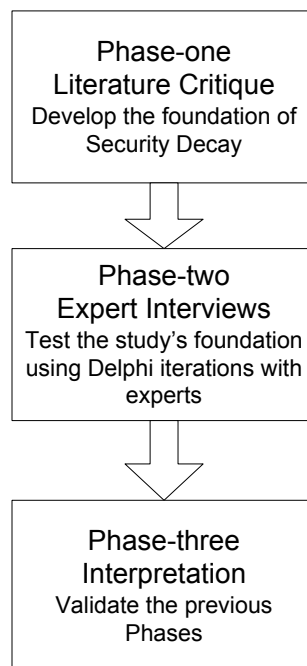 Phase-one
Literature Critique
Develop the foundation of
Security Decay
Phase-two
Expert Interviews
Test the study’s foundation
using Delphi iterations with
experts
Phase-three
Interpretation
Validate the previous
Phases